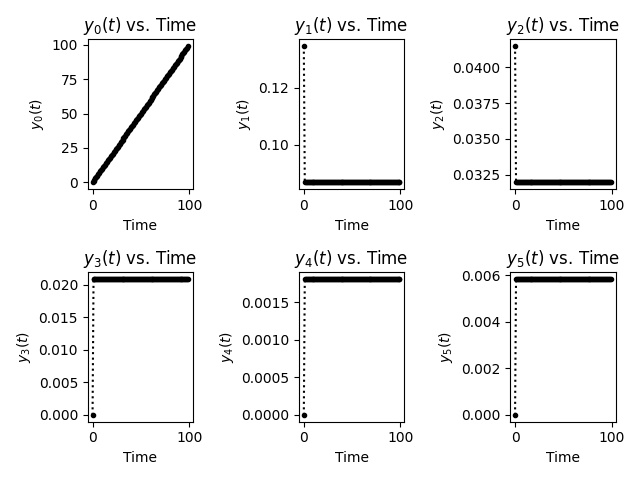 y₀(t) vs. Time
100
75
50
25
0
y₀(t)
0
100
Time
y₁(t) vs. Time
0.12
0.10
y₁(t)
0
100
Time
y₂(t) vs. Time
0.0400
0.0375
0.0350
0.0325
y₂(t)
0
100
Time
y₃(t) vs. Time
0.020
0.015
0.010
0.005
0.000
y₃(t)
0
100
Time
y₄(t) vs. Time
0.0015
0.0010
0.0005
0.0000
y₄(t)
0
100
Time
y₅(t) vs. Time
0.006
0.004
0.002
0.000
y₅(t)
0
100
Time